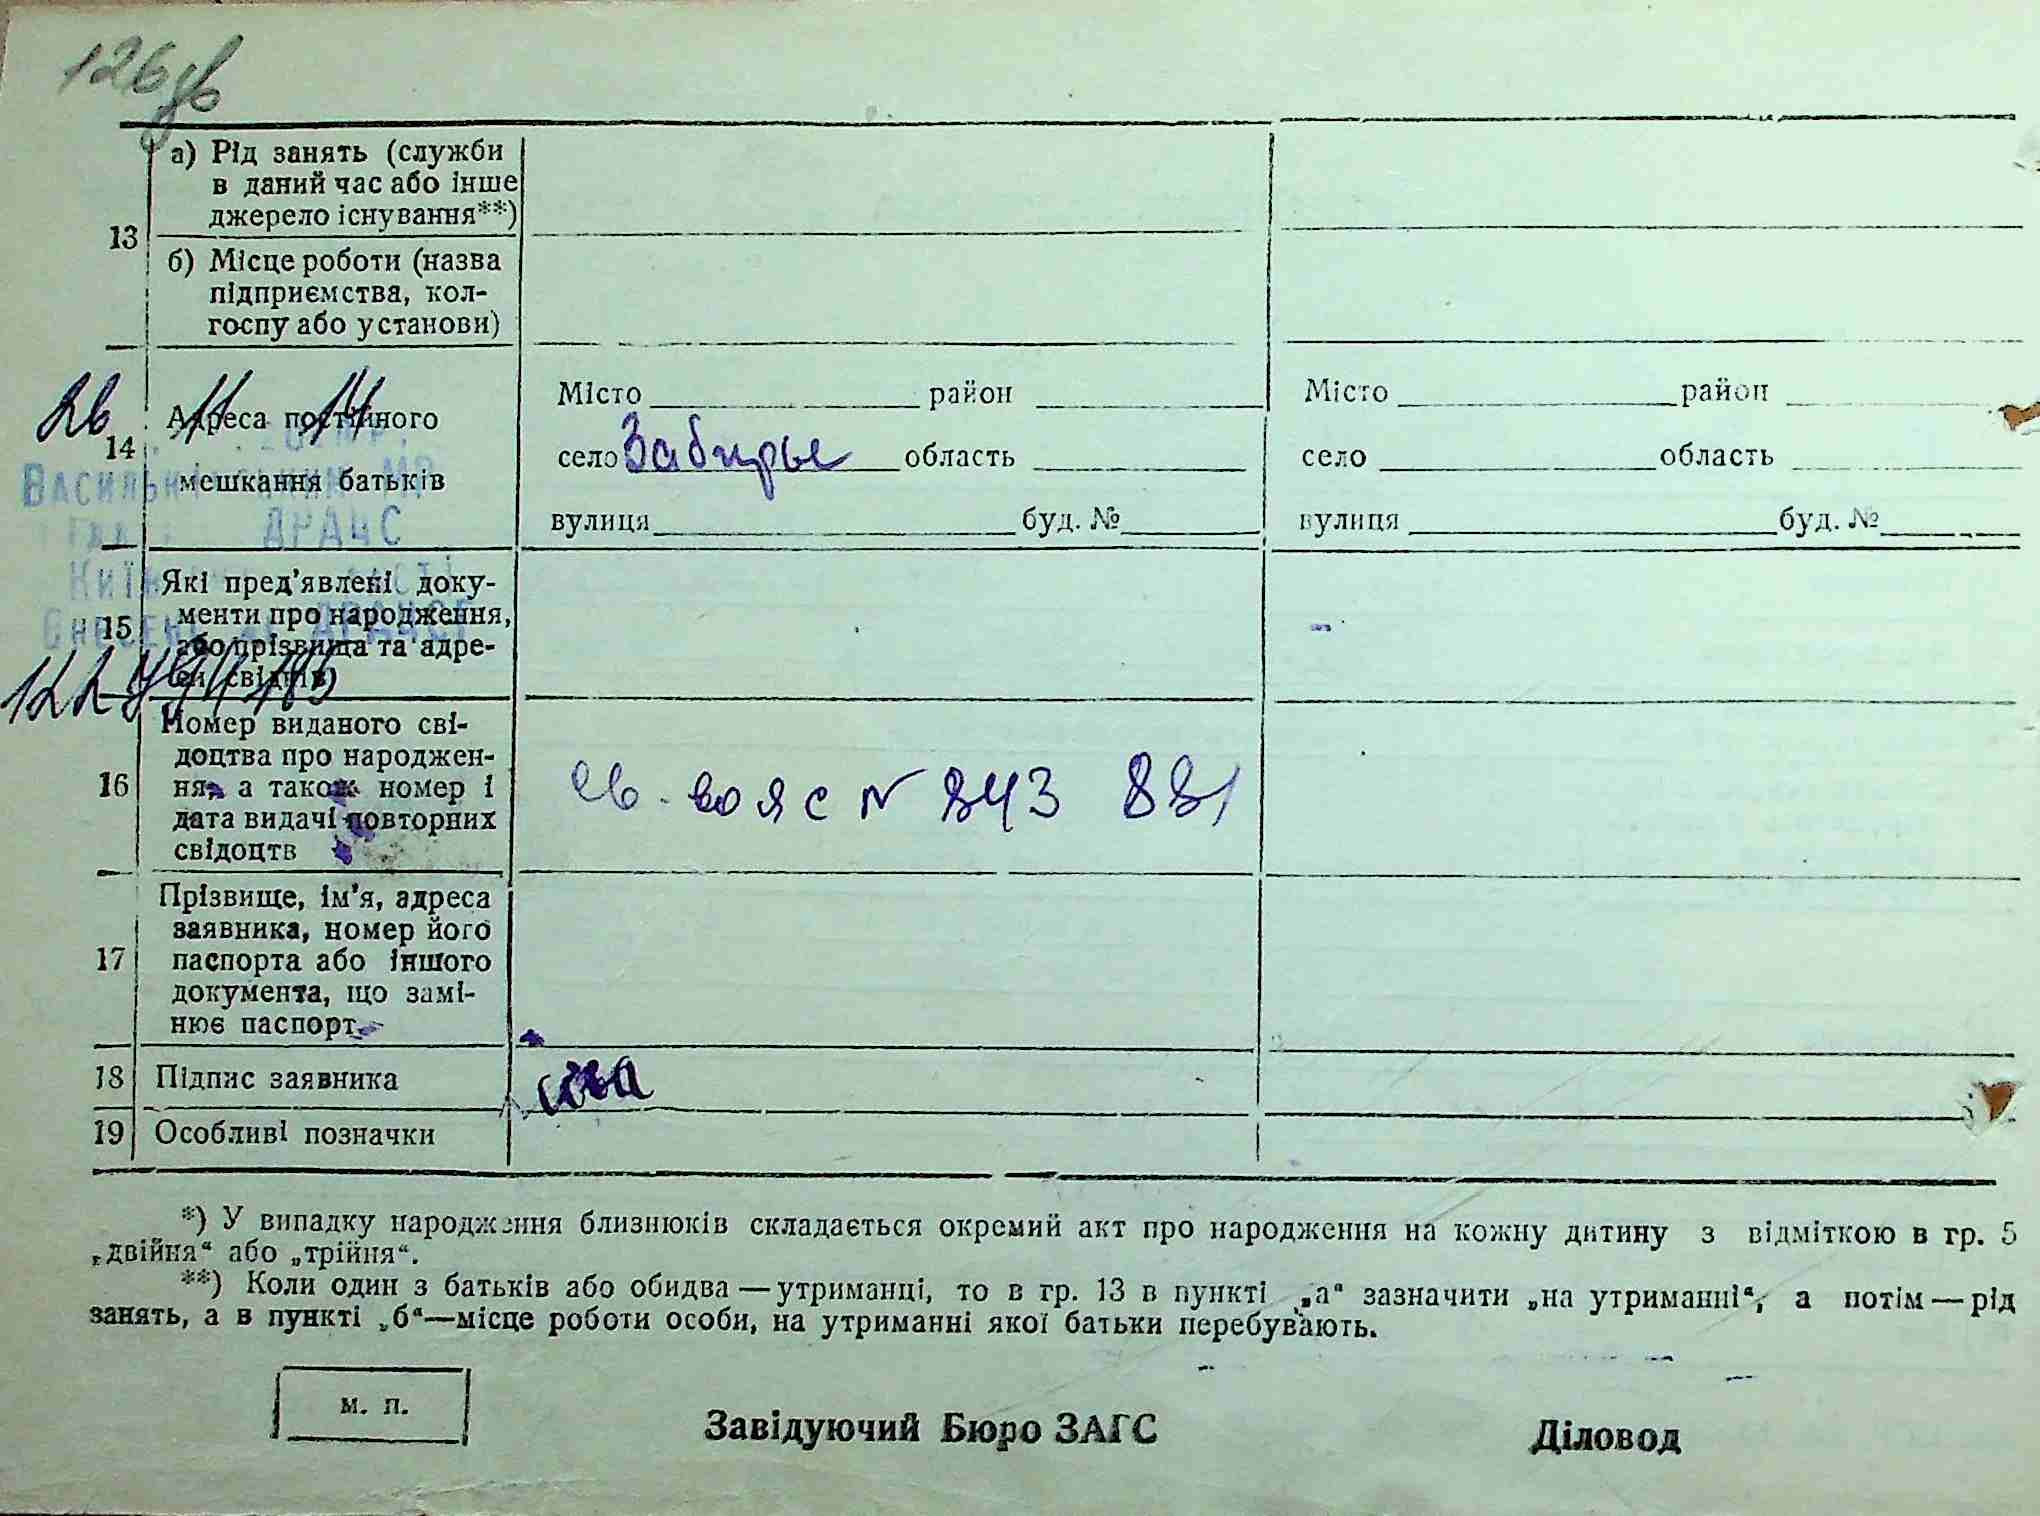 126 зв
13
а) Рід занять (служби
в даний час або інше
джерело існування**)
б) Місце роботи (назва
підприємства, кол-
госпу або установи)
26 11 14
14
Адреса постійного
мешкання батьків
Місто район
село Забирье область
вулиця буд. №
Місто район
село область
вулиця буд. №
Васильківським МР
ДРАЦС
15
Які пред'явлені доку-
менти про народження,
або прізвища та адре-
си свідків)
16
Номер виданого сві-
доцтва про народжен-
ня, а також номер і
дата видачі повторних
свідоцтв
№ 843 881
17
Прізвище, ім'я, адреса
заявника, номер його
паспорта або іншого
документа, що замі-
нює паспорт
18 Підпис заявника
19 Особливі позначки
*) У випадку народження близнюків складається окремий акт про народження на кожну дитину з відміткою в гр. 5
„двійня“ або „трійня“.
**) Коли один з батьків або обидва — утриманці, то в гр. 13 в пункті „а“ зазначити „на утриманні“, а потім — рід
занять, а в пункті „б“—місце роботи особи, на утриманні якої батьки перебувають.
м. п.
Завідуючий Бюро ЗАГС
Діловод